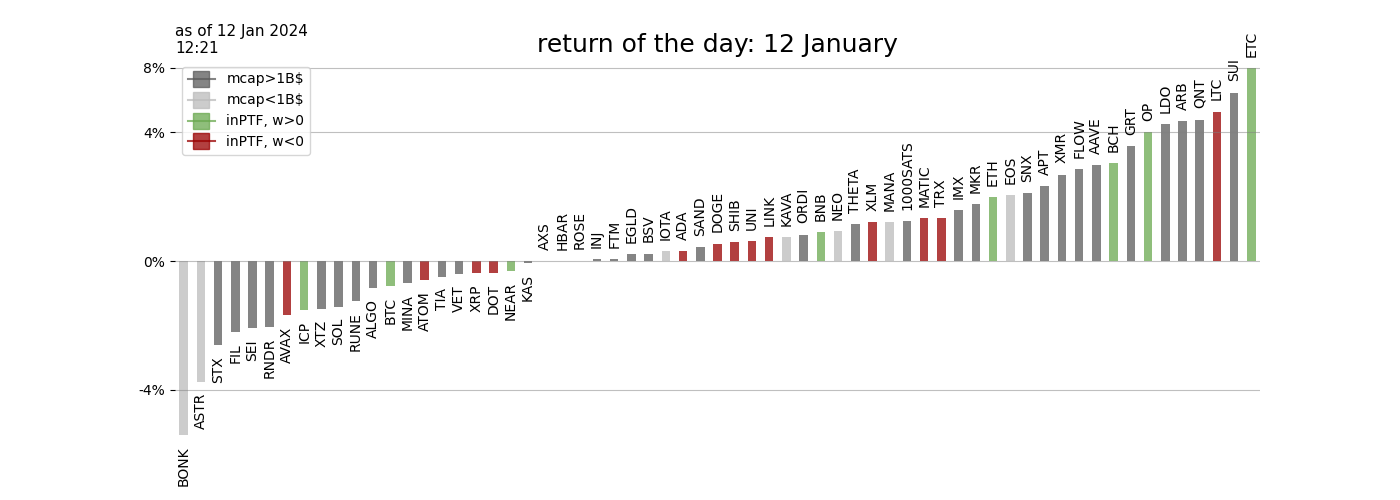 as of 12 Jan 2024
12:21
return of the day: 12 January
mcap>1B$
mcap<1B$
inPTF, w>0
inPTF, w<0
8%
4%
0%
-4%
BONK
ASTR
STX
FIL
SEI
RNDR
AVAX
ICP
XTZ
SOL
RUNE
ALGO
BTC
MINA
ATOM
TIA
VET
XRP
DOT
NEAR
KAS
AXS
HBAR
ROSE
INJ
FTM
EGLD
BSV
IOTA
ADA
SAND
DOGE
SHIB
UNI
LINK
KAVA
ORDI
BNB
NEO
THETA
XLM
MANA
1000SATS
MATIC
TRX
IMX
MKR
ETH
EOS
SNX
APT
XMR
FLOW
AAVE
BCH
GRT
OP
LDO
ARB
QNT
LTC
SUI
ETC